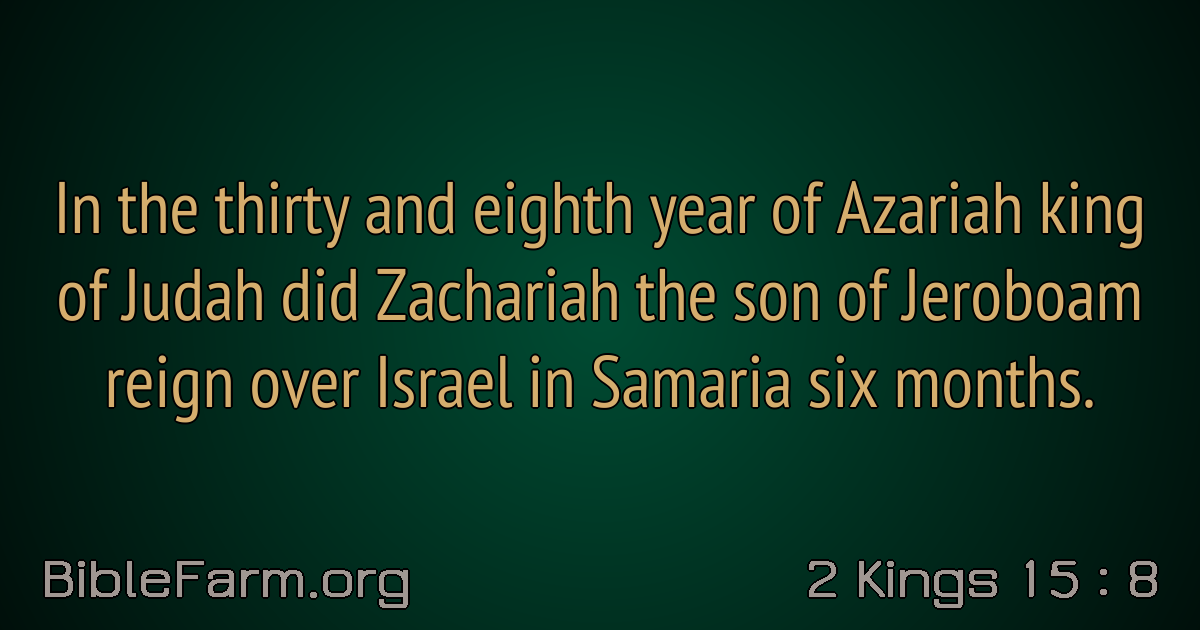 In the thirty and eighth year of Azariah king
of Judah did Zachariah the son of Jeroboam
reign over Israel in Samaria six months.
BibleFarm.org
2 Kings 15 : 8